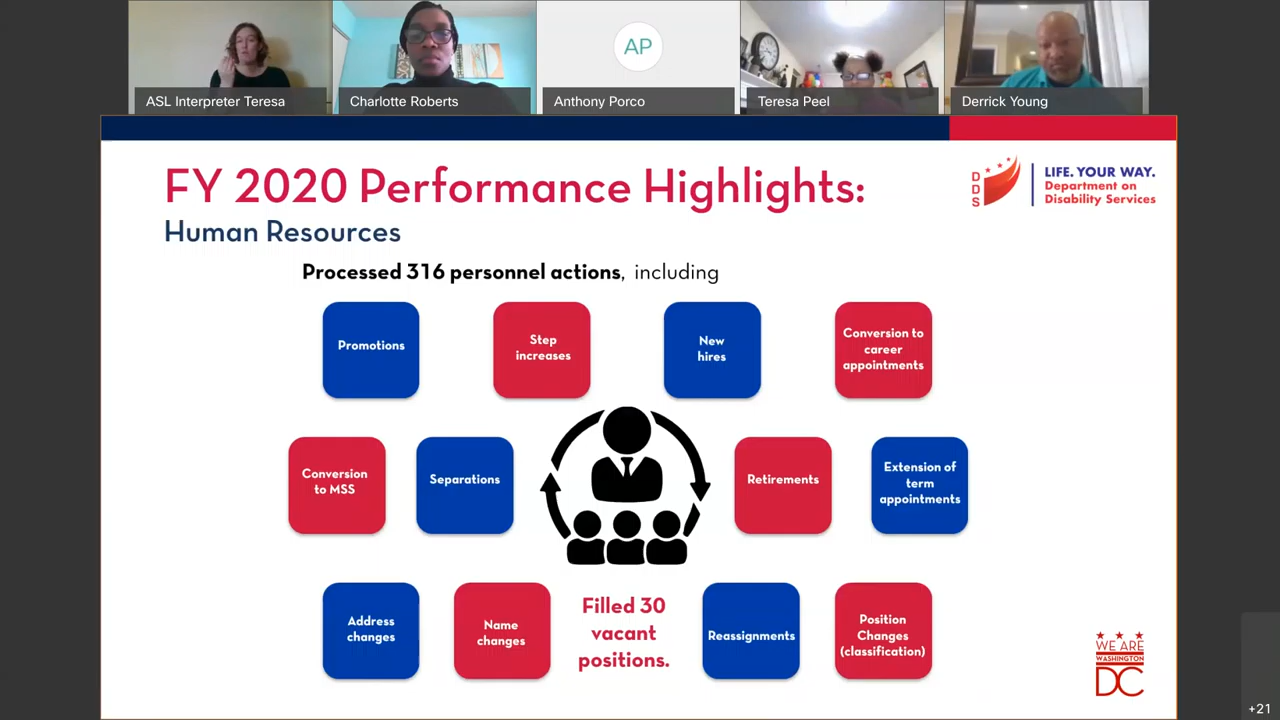 AP
ASL Interpreter Teresa
Charlotte Roberts
Anthony Porco
Teresa Peel
Derrick Young
FY 2020 Performance Highlights:
Human Resources
DDS
LIFE. YOUR WAY.
Department on
Disability Services
Processed 316 personnel actions, including
Promotions
Step
increases
New
hires
Conversion to
career
appointments
Conversion
to MSS
Separations
Retirements
Extension of
term
appointments
Address
changes
Name
changes
Filled 30
vacant
positions.
Reassignments
Position
Changes
(classification)
WE ARE
WASHINGTON
DC
+21